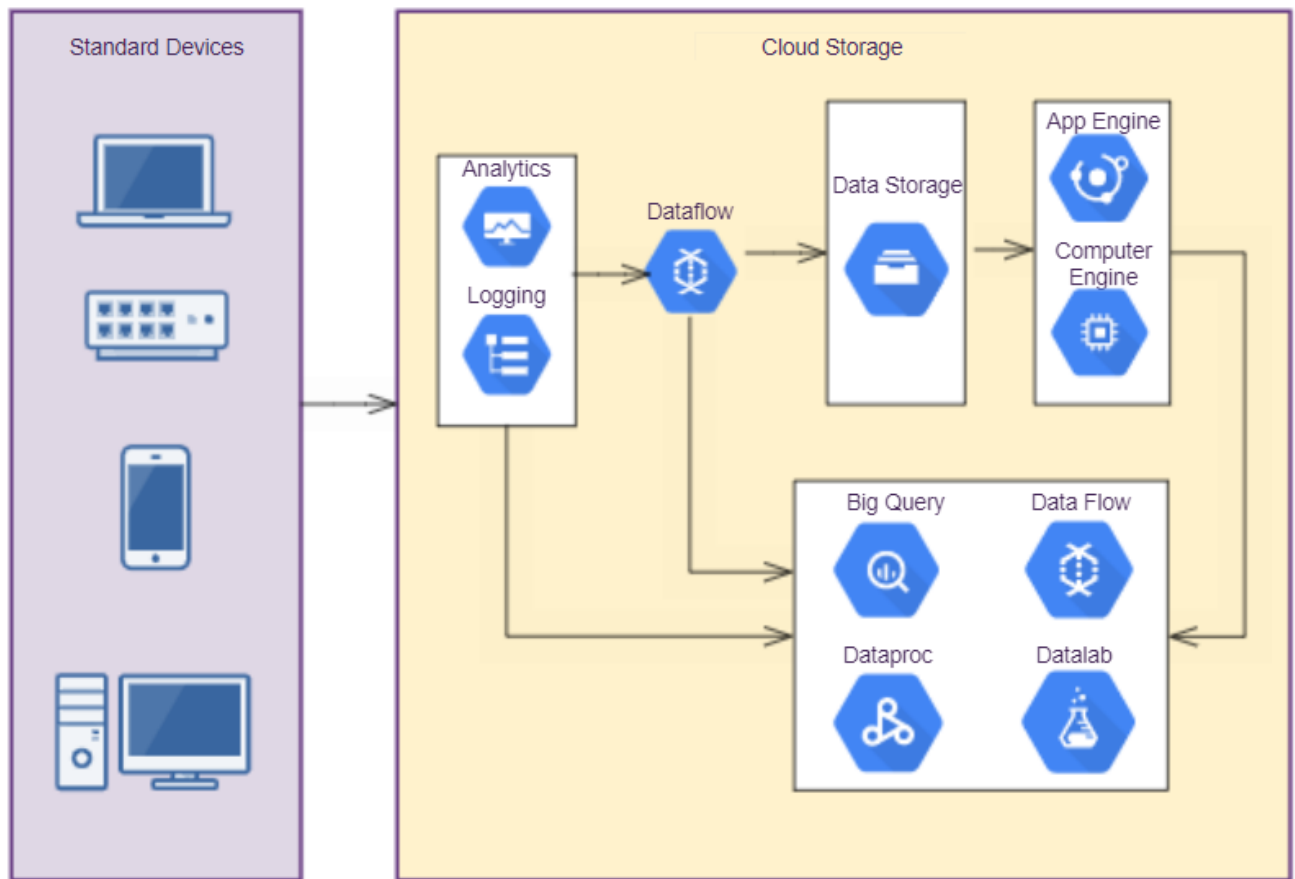 Standard Devices
Cloud Storage
Analytics
Logging
Dataflow
Data Storage
App Engine
Computer
Engine
Big Query
Data Flow
Dataproc
Datalab